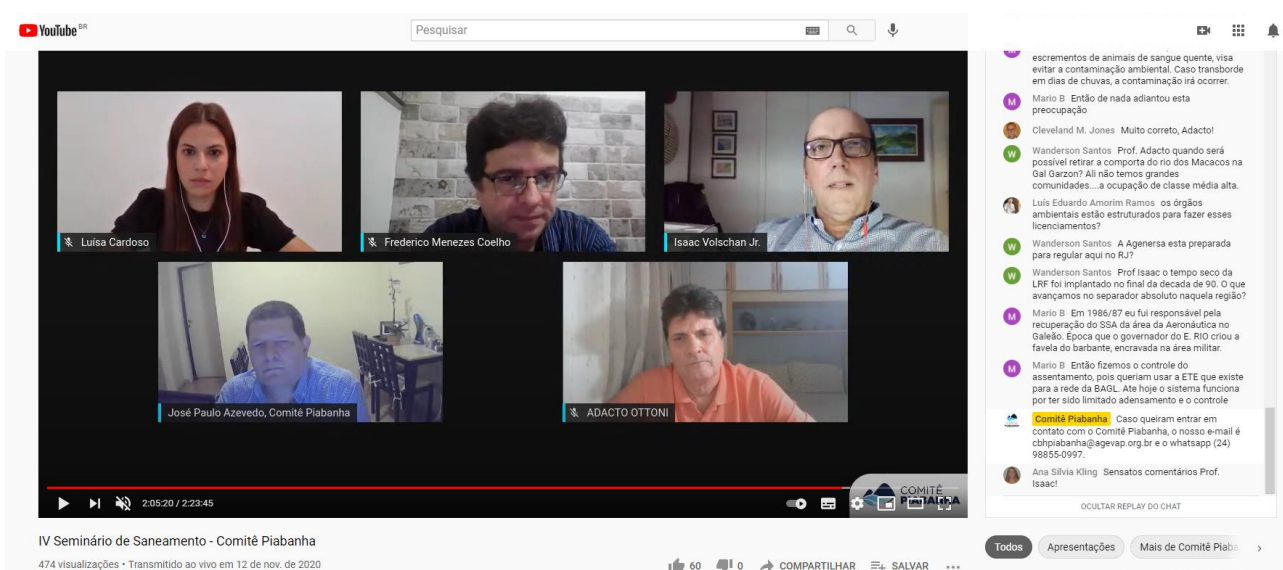 YouTube BR
Pesquisar
Luísa Cardoso
Frederico Menezes Coelho
Isaac Volschan Jr.
José Paulo Azevedo, Comitê Piabanha
ADACTO OTTONI
COMITÊ
PIABANHA
2:05:20 / 2:23:45
IV Seminário de Saneamento - Comitê Piabanha
474 visualizações • Transmitido ao vivo em 12 de nov. de 2020
60
0
COMPARTILHAR
SALVAR
escrementos de animais de sangue quente, visa
evitar a contaminação ambiental. Caso transborde
em dias de chuvas, a contaminação irá ocorrer.
M
Mario B Então de nada adiantou esta
preocupação
Cleveland M. Jones Muito correto, Adacto!
W
Wanderson Santos Prof. Adacto quando será
possível retirar a comporta do rio dos Macacos na
Gal Garzon? Ali não temos grandes
comunidades....a ocupação de classe média alta.
Luis Eduardo Amorim Ramos os órgãos
ambientais estão estruturados para fazer esses
licenciamentos?
W
Wanderson Santos A Agenersa esta preparada
para regular aqui no RJ?
W
Wanderson Santos Prof Isaac o tempo seco da
LRF foi implantado no final da decada de 90. O que
avançamos no separador absoluto naquela região?
M
Mario B Em 1986/87 eu fui responsável pela
recuperação do SSA da área da Aeronáutica no
Galeão. Época que o governador do E. RIO criou a
favela do barbante, encravada na área militar.
M
Mario B Então fizemos o controle do
assentamento, pois queriam usar a ETE que existe
para a rede da BAGL. Ate hoje o sistema funciona
por ter sido limitado adensamento e o controle
Comitê Piabanha Caso queiram entrar em
contato com o Comitê Piabanha, o nosso e-mail é
cbhpiabanha@agevap.org.br e o whatsapp (24)
98855-0997.
Ana Silvia Kling Sensatos comentários Prof.
Isaac!
OCULTAR REPLAY DO CHAT
Todos
Apresentações
Mais de Comitê Piaba